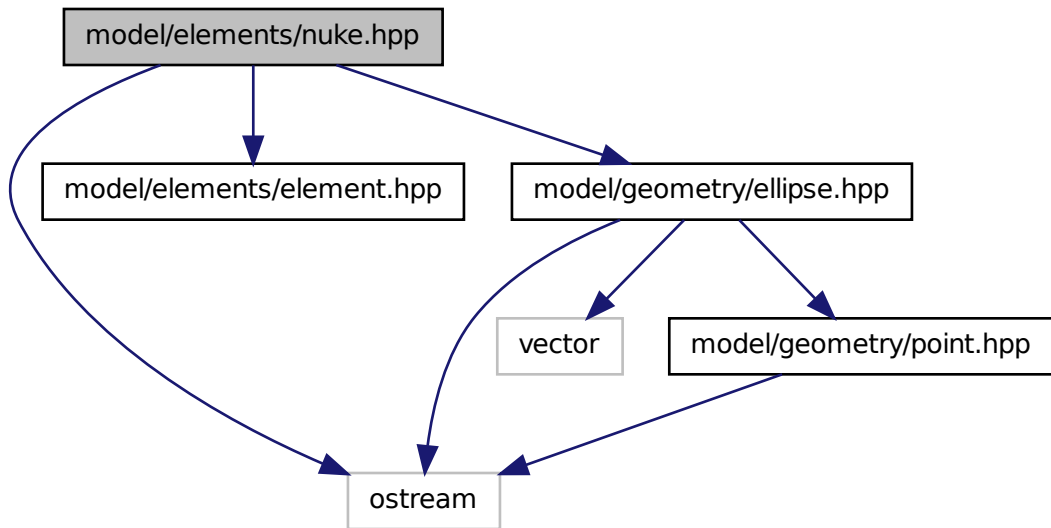 model/elements/nuke.hpp
model/elements/element.hpp
model/geometry/ellipse.hpp
vector
model/geometry/point.hpp
ostream